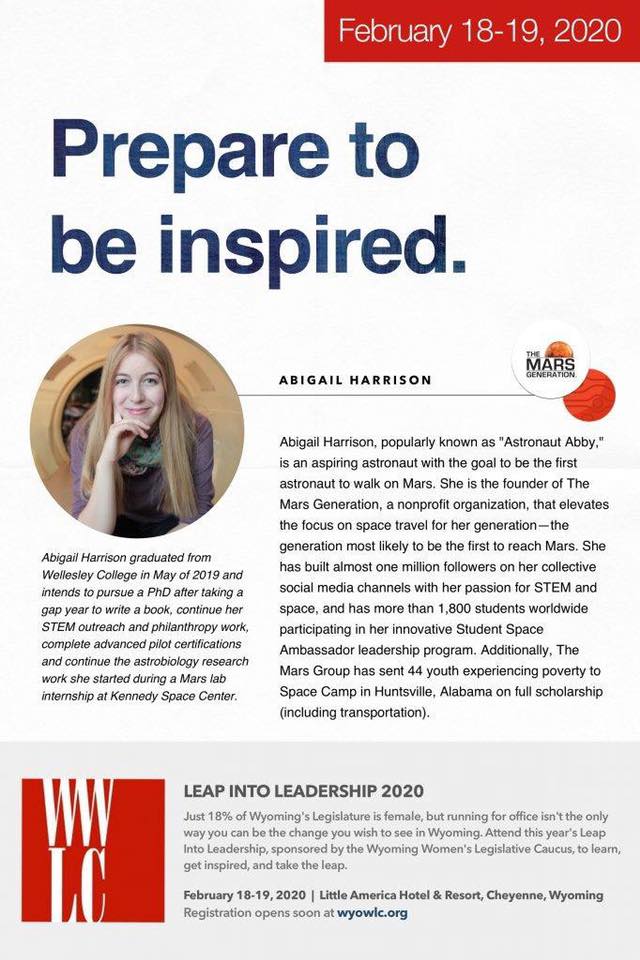 February 18-19, 2020
Prepare to
be inspired.
THE
MARS
GENERATION.
ABIGAIL HARRISON
Abigail Harrison, popularly known as "Astronaut Abby,"
is an aspiring astronaut with the goal to be the first
astronaut to walk on Mars. She is the founder of The
Mars Generation, a nonprofit organization, that elevates
the focus on space travel for her generation—the
generation most likely to be the first to reach Mars. She
has built almost one million followers on her collective
social media channels with her passion for STEM and
space, and has more than 1,800 students worldwide
participating in her innovative Student Space
Ambassador leadership program. Additionally, The
Mars Group has sent 44 youth experiencing poverty to
Space Camp in Huntsville, Alabama on full scholarship
(including transportation).
Abigail Harrison graduated from
Wellesley College in May of 2019 and
intends to pursue a PhD after taking a
gap year to write a book, continue her
STEM outreach and philanthropy work,
complete advanced pilot certifications
and continue the astrobiology research
work she started during a Mars lab
internship at Kennedy Space Center.
WW
LC
LEAP INTO LEADERSHIP 2020
Just 18% of Wyoming's Legislature is female, but running for office isn't the only
way you can be the change you wish to see in Wyoming. Attend this year's Leap
Into Leadership, sponsored by the Wyoming Women's Legislative Caucus, to learn,
get inspired, and take the leap.
February 18-19, 2020 | Little America Hotel & Resort, Cheyenne, Wyoming
Registration opens soon at wyowlc.org